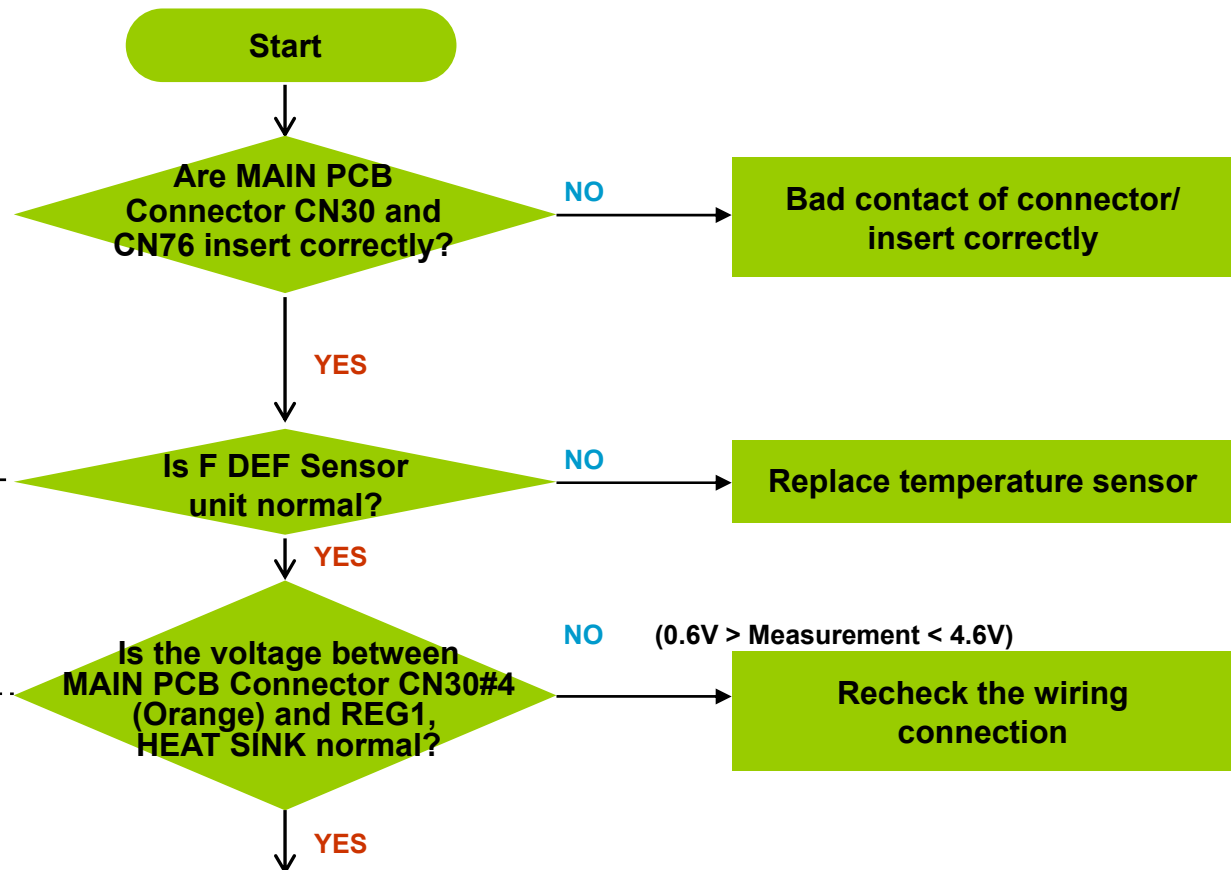 Start
Are MAIN PCB
Connector CN30 and
CN76 insert correctly?
NO
Bad contact of connector/
insert correctly
YES
Is F DEF Sensor
unit normal?
NO
Replace temperature sensor
YES
Is the voltage between
MAIN PCB Connector CN30#4
(Orange) and REG1,
HEAT SINK normal?
NO (0.6V > Measurement < 4.6V)
Recheck the wiring
connection
YES